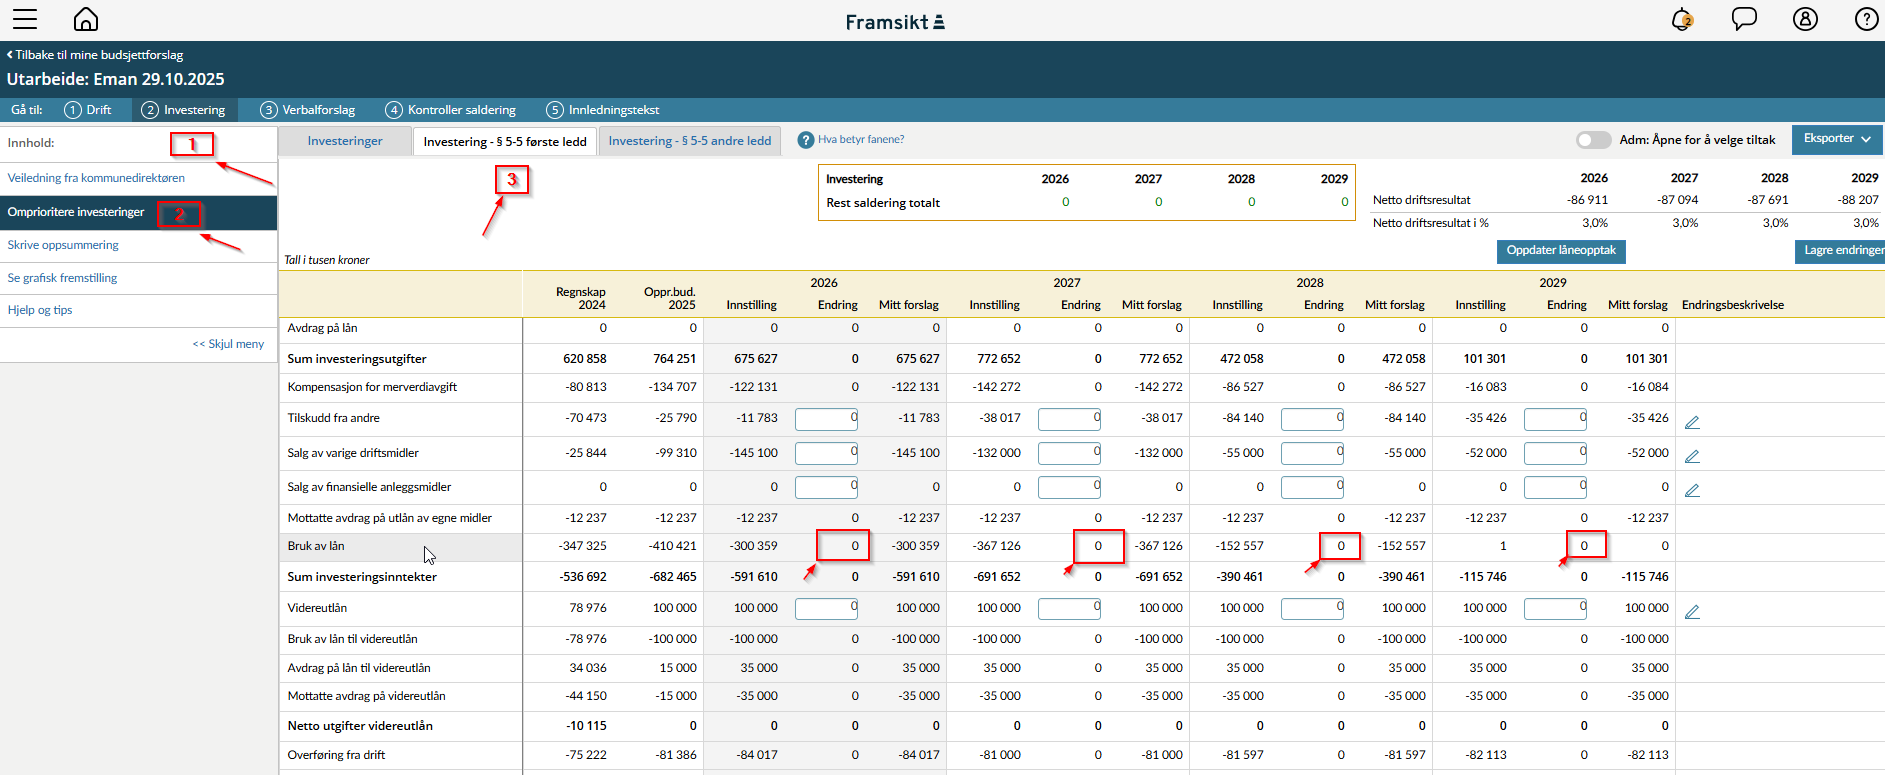 Framsikt
2
Tilbake til mine budsjettforslag
Utarbeide: Eman 29.10.2025
Gå til: 1 Drift 2 Investering 3 Verbalforslag 4 Kontroller saldering 5 Innledningstekst
Innhold: 1
Veiledning fra kommunedirektøren
Omprioritere investeringer 2
Skrive oppsummering
Se grafisk fremstilling
Hjelp og tips
<< Skjul meny
Investeringer Investering - § 5-5 første ledd Investering - § 5-5 andre ledd ? Hva betyr fanene? Adm: Åpne for å velge tiltak Eksporter
3
Investering 2026 2027 2028 2029
Rest saldering totalt 0 0 0 0
2026 2027 2028 2029
Netto driftsresultat -86 911 -87 094 -87 691 -88 207
Netto driftsresultat i % 3,0% 3,0% 3,0% 3,0%
Oppdater låneopptak Lagre endringer
Tall i tusen kroner
2026 2027 2028 2029
Regnskap 2024 Oppr.bud. 2025 Innstilling Endring Mitt forslag Innstilling Endring Mitt forslag Innstilling Endring Mitt forslag Innstilling Endring Mitt forslag Endringsbeskrivelse
Avdrag på lån 0 0 0 0 0 0 0 0 0 0 0 0 0 0
Sum investeringsutgifter 620 858 764 251 675 627 0 675 627 772 652 0 772 652 472 058 0 472 058 101 301 0 101 301
Kompensasjon for merverdiavgift -80 813 -134 707 -122 131 0 -122 131 -142 272 0 -142 272 -86 527 0 -86 527 -16 083 0 -16 084
Tilskudd fra andre -70 473 -25 790 -11 783 0 -11 783 -38 017 0 -38 017 -84 140 0 -84 140 -35 426 0 -35 426
Salg av varige driftsmidler -25 844 -99 310 -145 100 0 -145 100 -132 000 0 -132 000 -55 000 0 -55 000 -52 000 0 -52 000
Salg av finansielle anleggsmidler 0 0 0 0 0 0 0 0 0 0 0 0 0 0
Mottatte avdrag på utlån av egne midler -12 237 -12 237 -12 237 0 -12 237 -12 237 0 -12 237 -12 237 0 -12 237 -12 237 0 -12 237
Bruk av lån -347 325 -410 421 -300 359 0 -300 359 -367 126 0 -367 126 -152 557 0 -152 557 1 0 0
Sum investeringsinntekter -536 692 -682 465 -591 610 0 -591 610 -691 652 0 -691 652 -390 461 0 -390 461 -115 746 0 -115 746
Videreutlån 78 976 100 000 100 000 0 100 000 100 000 0 100 000 100 000 0 100 000 100 000 0 100 000
Bruk av lån til videreutlån -78 976 -100 000 -100 000 0 -100 000 -100 000 0 -100 000 -100 000 0 -100 000 -100 000 0 -100 000
Avdrag på lån til videreutlån 34 036 15 000 35 000 0 35 000 35 000 0 35 000 35 000 0 35 000 35 000 0 35 000
Mottatte avdrag på videreutlån -44 150 -15 000 -35 000 0 -35 000 -35 000 0 -35 000 -35 000 0 -35 000 -35 000 0 -35 000
Netto utgifter videreutlån -10 115 0 0 0 0 0 0 0 0 0 0 0 0 0
Overføring fra drift -75 222 -81 386 -84 017 0 -84 017 -81 000 0 -81 000 -81 597 0 -81 597 -82 113 0 -82 113